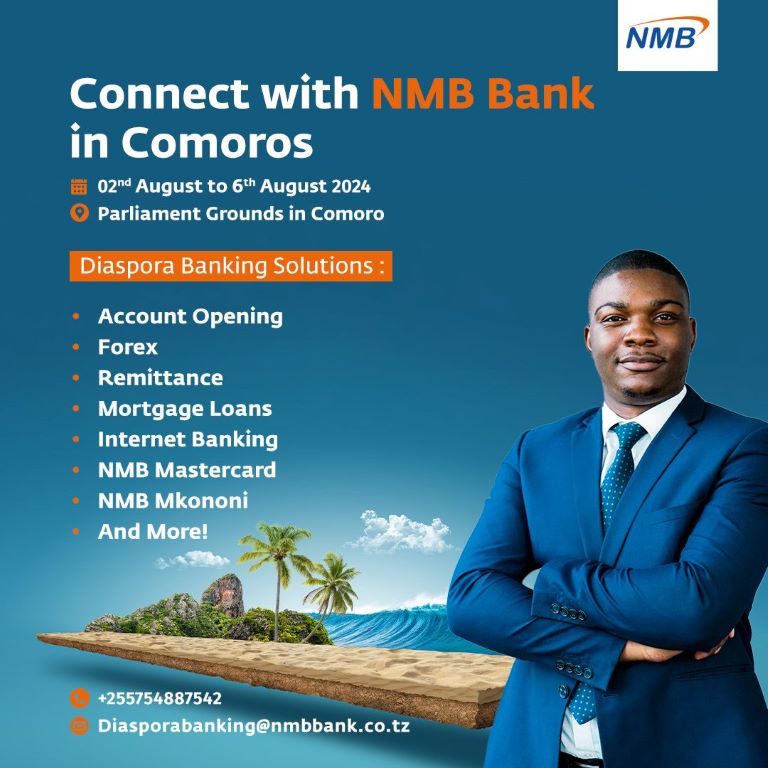 NMB
Connect with NMB Bank
in Comoros
02nd August to 6th August 2024
Parliament Grounds in Comoro
Diaspora Banking Solutions :
• Account Opening
• Forex
• Remittance
• Mortgage Loans
• Internet Banking
• NMB Mastercard
• NMB Mkononi
• And More!
+255754887542
Diasporabanking@nmbbank.co.tz